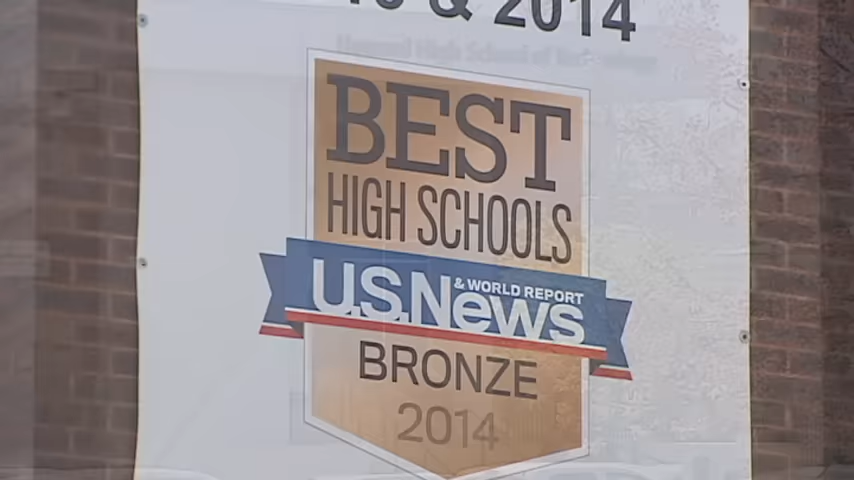 & 2014
BEST
HIGH SCHOOLS
U.S.News & WORLD REPORT
BRONZE
2014